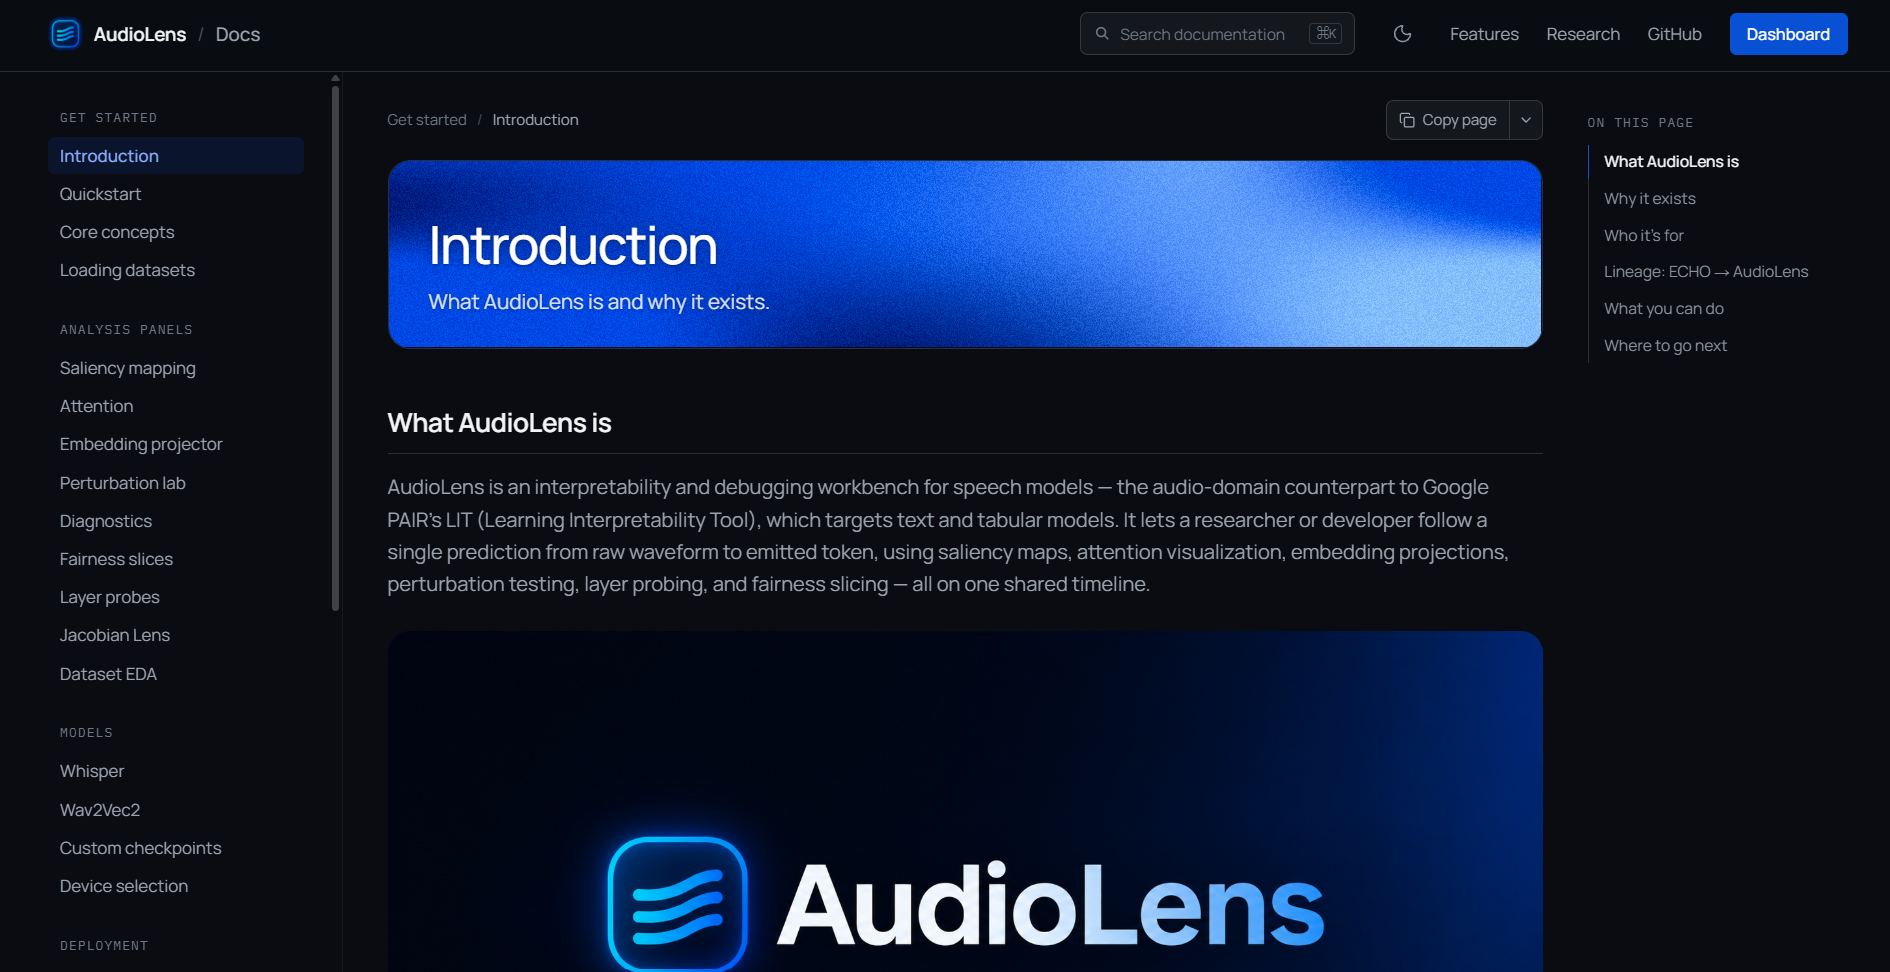 AudioLens / Docs
Search documentation ⌘K
Features
Research
GitHub
Dashboard
GET STARTED
Introduction
Quickstart
Core concepts
Loading datasets
ANALYSIS PANELS
Saliency mapping
Attention
Embedding projector
Perturbation lab
Diagnostics
Fairness slices
Layer probes
Jacobian Lens
Dataset EDA
MODELS
Whisper
Wav2Vec2
Custom checkpoints
Device selection
DEPLOYMENT
Get started / Introduction
Copy page
Introduction
What AudioLens is and why it exists.
What AudioLens is
AudioLens is an interpretability and debugging workbench for speech models — the audio-domain counterpart to Google
PAIR’s LIT (Learning Interpretability Tool), which targets text and tabular models. It lets a researcher or developer follow a
single prediction from raw waveform to emitted token, using saliency maps, attention visualization, embedding projections,
perturbation testing, layer probing, and fairness slicing — all on one shared timeline.
AudioLens
ON THIS PAGE
What AudioLens is
Why it exists
Who it’s for
Lineage: ECHO → AudioLens
What you can do
Where to go next